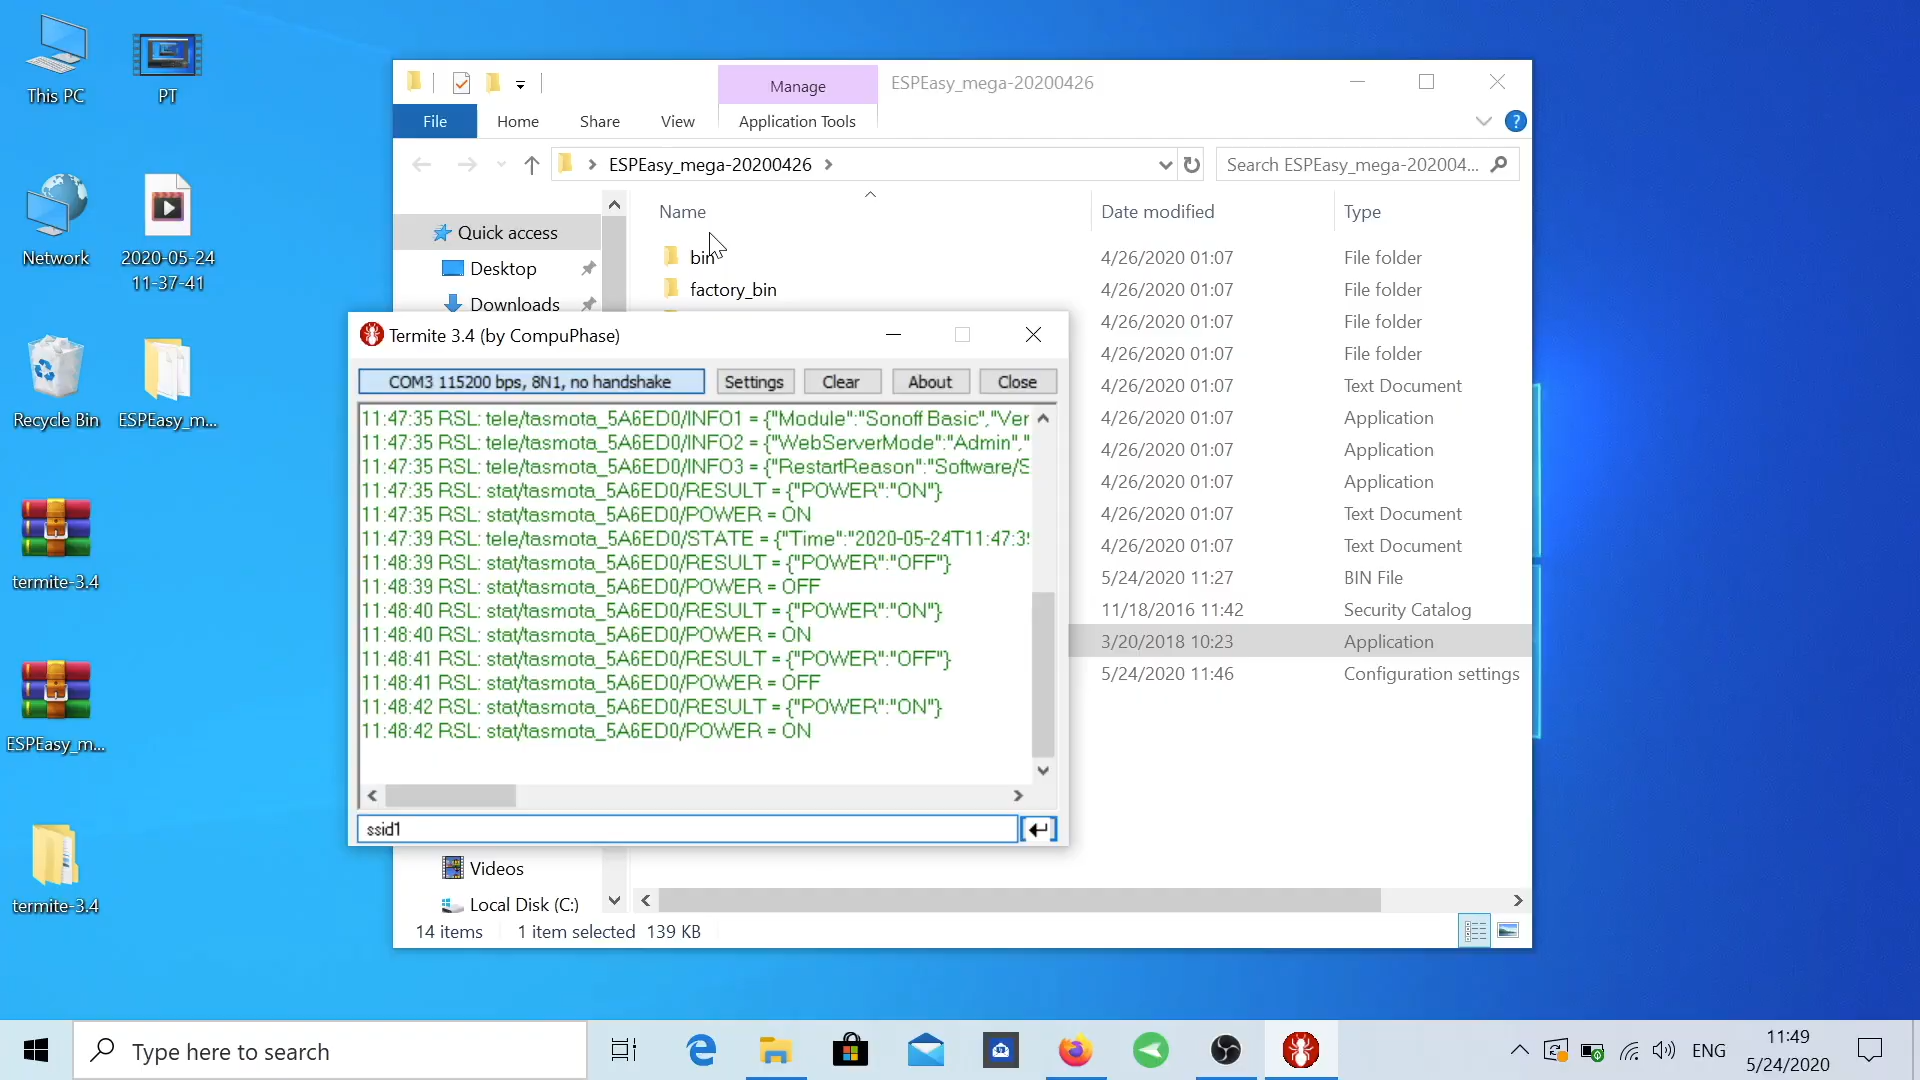 This PC
PT
Network
2020-05-24
11-37-41
Recycle Bin
ESPEasy_m...
termite-3.4
ESPEasy_m...
termite-3.4
Manage
ESPEasy_mega-20200426
File
Home
Share
View
Application Tools
?
ESPEasy_mega-20200426
Search ESPEasy_mega-202004...
Name
Date modified
Type
Quick access
Desktop
Downloads
bin
4/26/2020 01:07
File folder
factory_bin
4/26/2020 01:07
File folder
4/26/2020 01:07
File folder
4/26/2020 01:07
File folder
4/26/2020 01:07
Text Document
4/26/2020 01:07
Application
4/26/2020 01:07
Application
4/26/2020 01:07
Application
4/26/2020 01:07
Text Document
4/26/2020 01:07
Text Document
5/24/2020 11:27
BIN File
11/18/2016 11:42
Security Catalog
3/20/2018 10:23
Application
5/24/2020 11:46
Configuration settings
Termite 3.4 (by CompuPhase)
COM3 115200 bps, 8N1, no handshake
Settings
Clear
About
Close
11:47:35 RSL: tele/tasmota_5A6ED0/INFO1 = {"Module":"Sonoff Basic","Ver
11:47:35 RSL: tele/tasmota_5A6ED0/INFO2 = {"WebServerMode":"Admin","
11:47:35 RSL: tele/tasmota_5A6ED0/INFO3 = {"RestartReason":"Software/S
11:47:35 RSL: stat/tasmota_5A6ED0/RESULT = {"POWER":"ON"}
11:47:35 RSL: stat/tasmota_5A6ED0/POWER = ON
11:47:39 RSL: tele/tasmota_5A6ED0/STATE = {"Time":"2020-05-24T11:47:39
11:48:39 RSL: stat/tasmota_5A6ED0/RESULT = {"POWER":"OFF"}
11:48:39 RSL: stat/tasmota_5A6ED0/POWER = OFF
11:48:40 RSL: stat/tasmota_5A6ED0/RESULT = {"POWER":"ON"}
11:48:40 RSL: stat/tasmota_5A6ED0/POWER = ON
11:48:41 RSL: stat/tasmota_5A6ED0/RESULT = {"POWER":"OFF"}
11:48:41 RSL: stat/tasmota_5A6ED0/POWER = OFF
11:48:42 RSL: stat/tasmota_5A6ED0/RESULT = {"POWER":"ON"}
11:48:42 RSL: stat/tasmota_5A6ED0/POWER = ON
ssid1
Videos
Local Disk (C:)
14 items
1 item selected 139 KB
Type here to search
ENG
11:49
5/24/2020